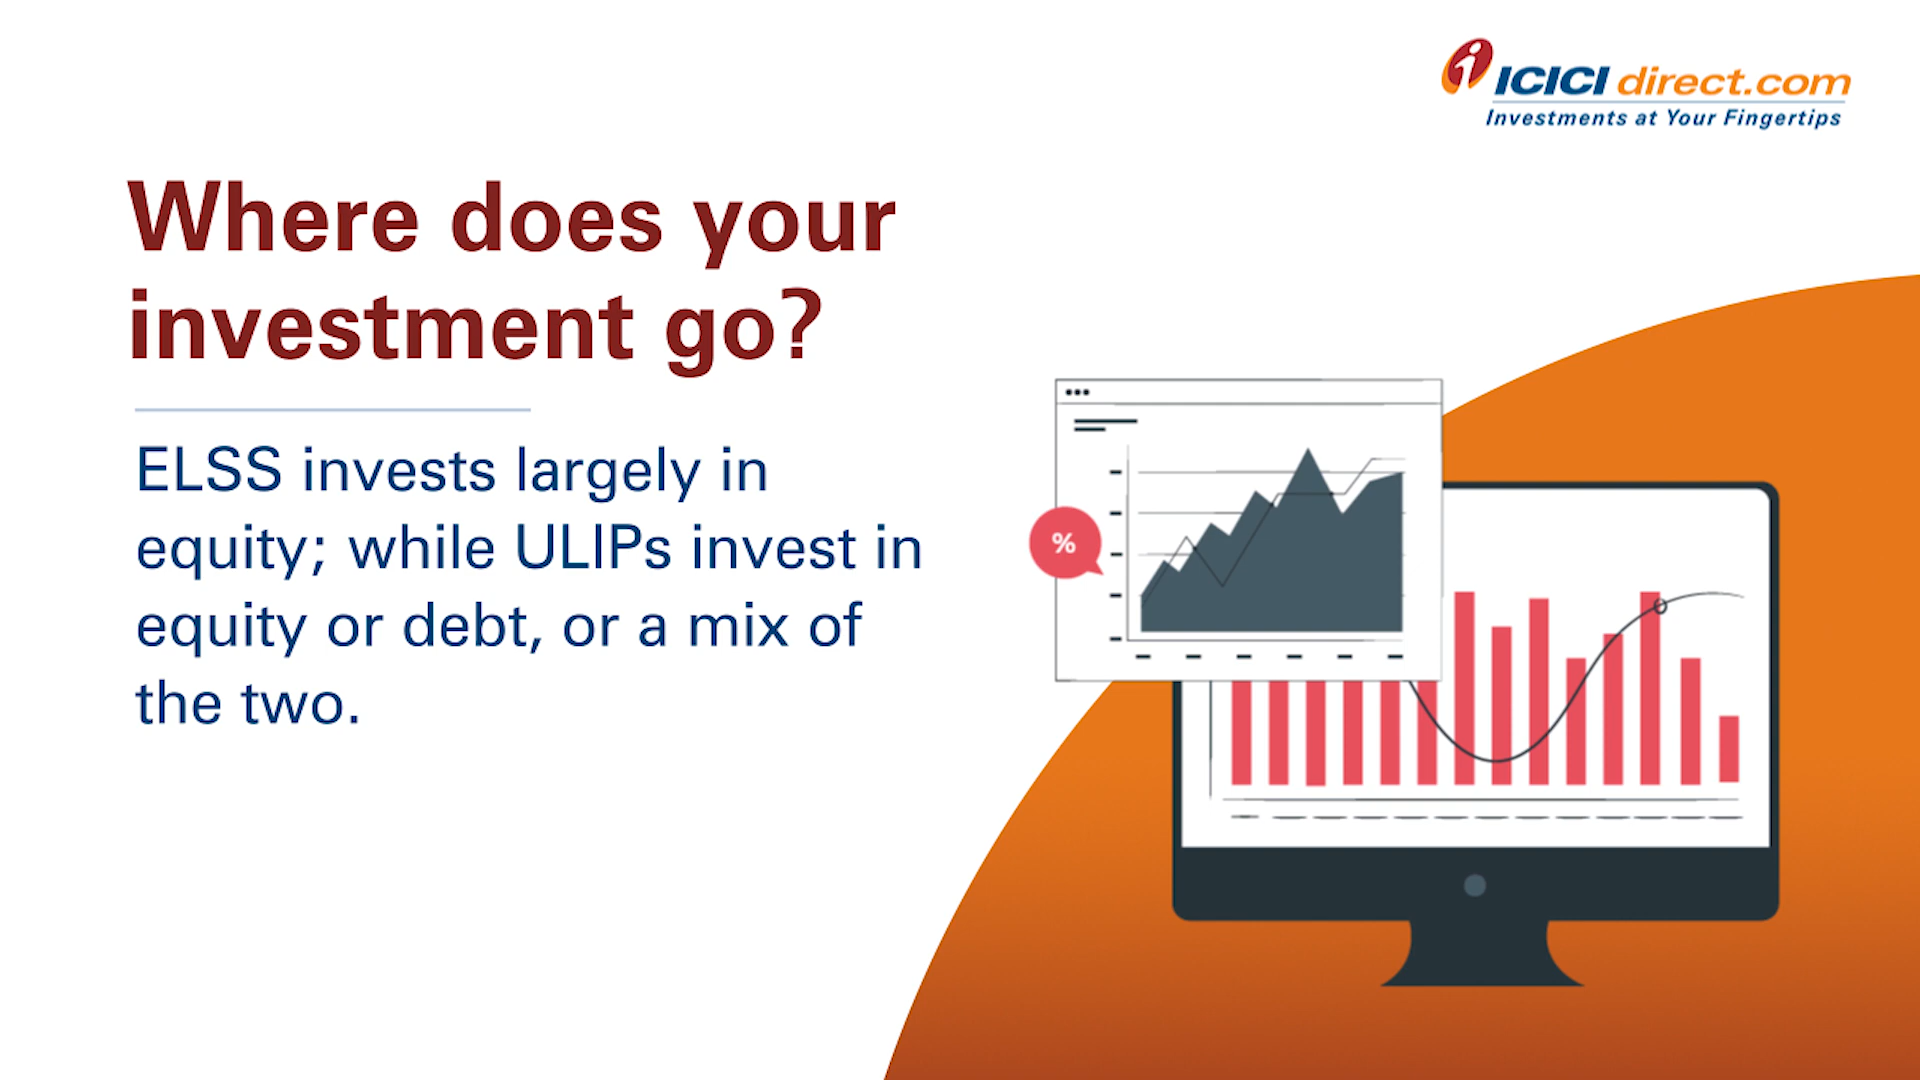 ICICI direct.com
Investments at Your Fingertips
Where does your
investment go?
ELSS invests largely in
equity; while ULIPs invest in
equity or debt, or a mix of
the two.
%